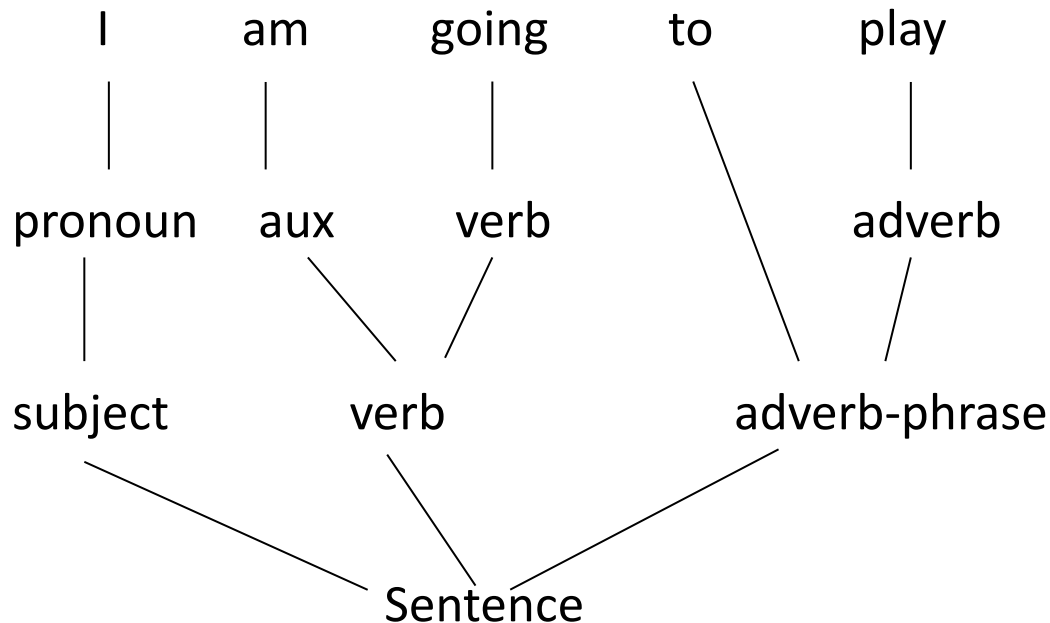 I am going to play
pronoun aux verb adverb
subject verb adverb-phrase
Sentence